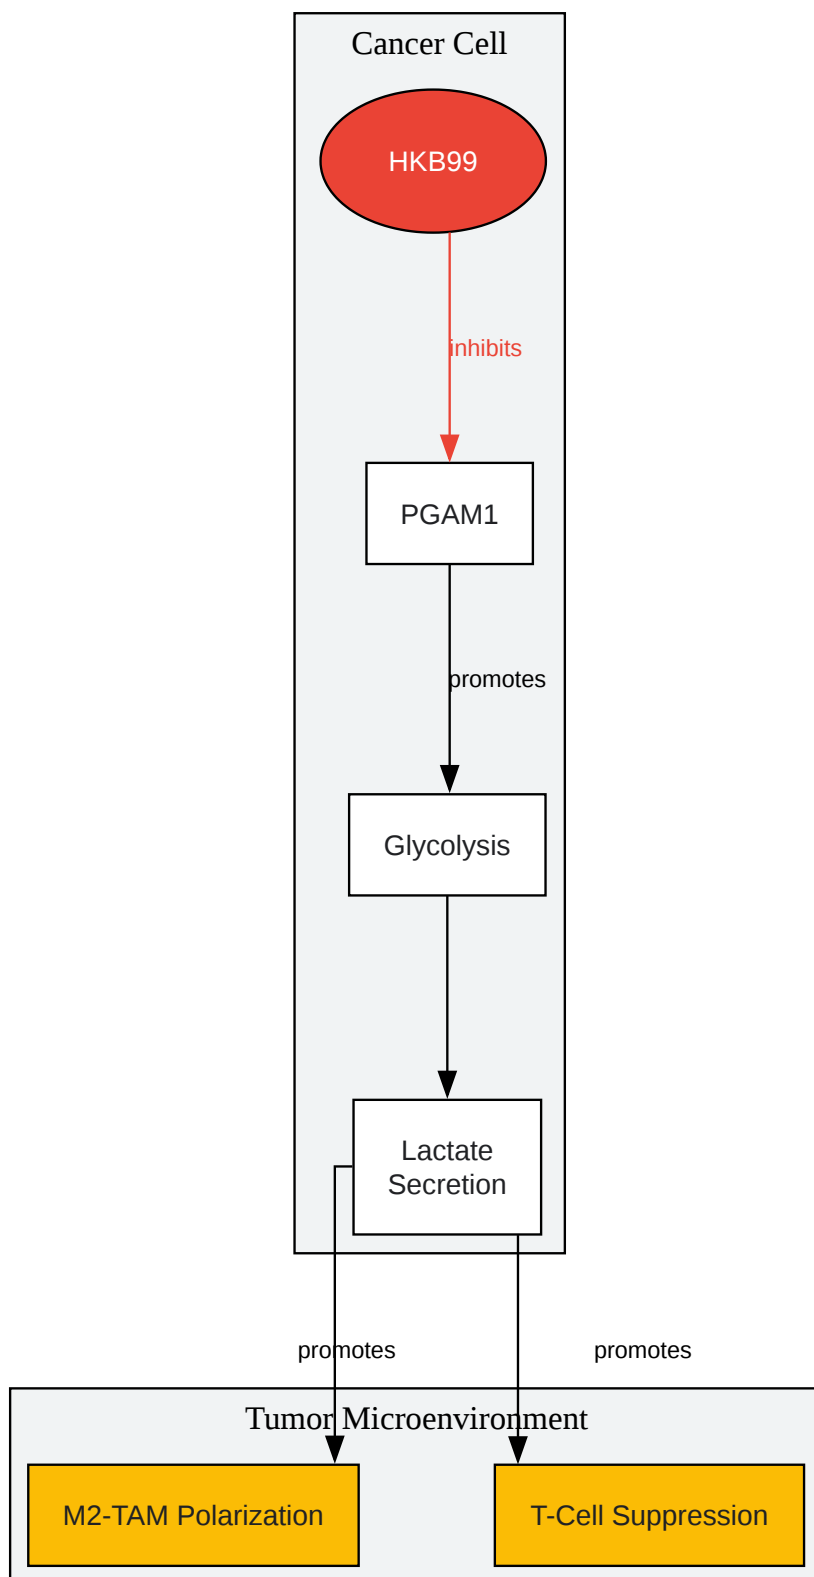 Cancer Cell
HKB99
inhibits
PGAM1
promotes
Glycolysis
Lactate
Secretion
promotes
promotes
Tumor Microenvironment
M2-TAM Polarization
T-Cell Suppression